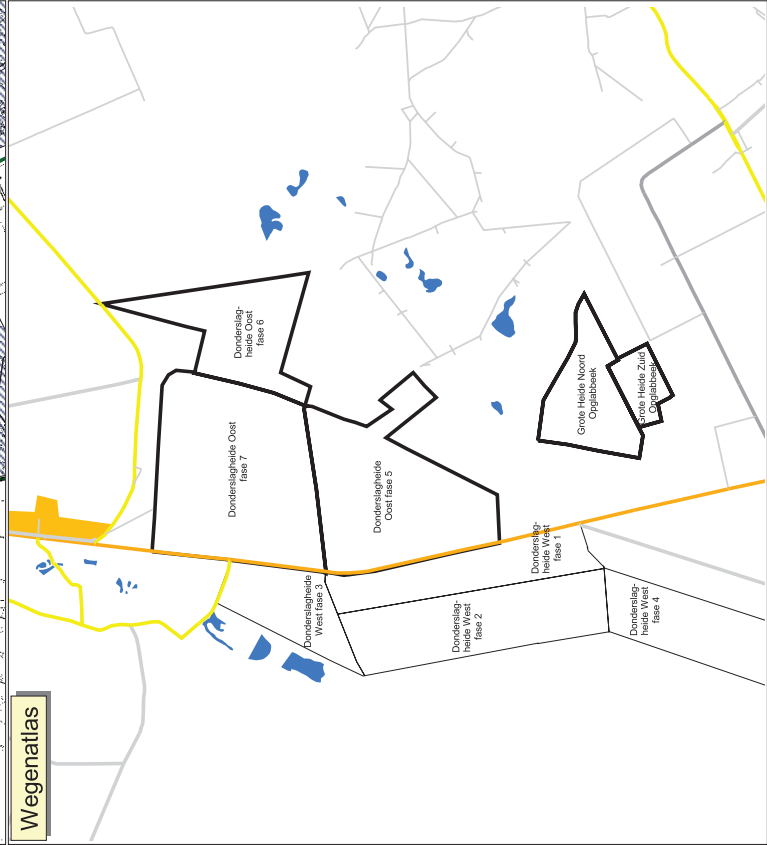 Wegenatlas
Donderslag-
heide Oost
fase 6
Donderslagheide Oost
fase 7
Donderslagheide
Oost fase 5
Grote Heide Noord
Opglabbeek
Grote Heide Zuid
Opglabbeek
Donderslag-
heide West
fase 1
Donderslagheide
West fase 3
Donderslag-
heide West
fase 2
Donderslag-
heide West
fase 4